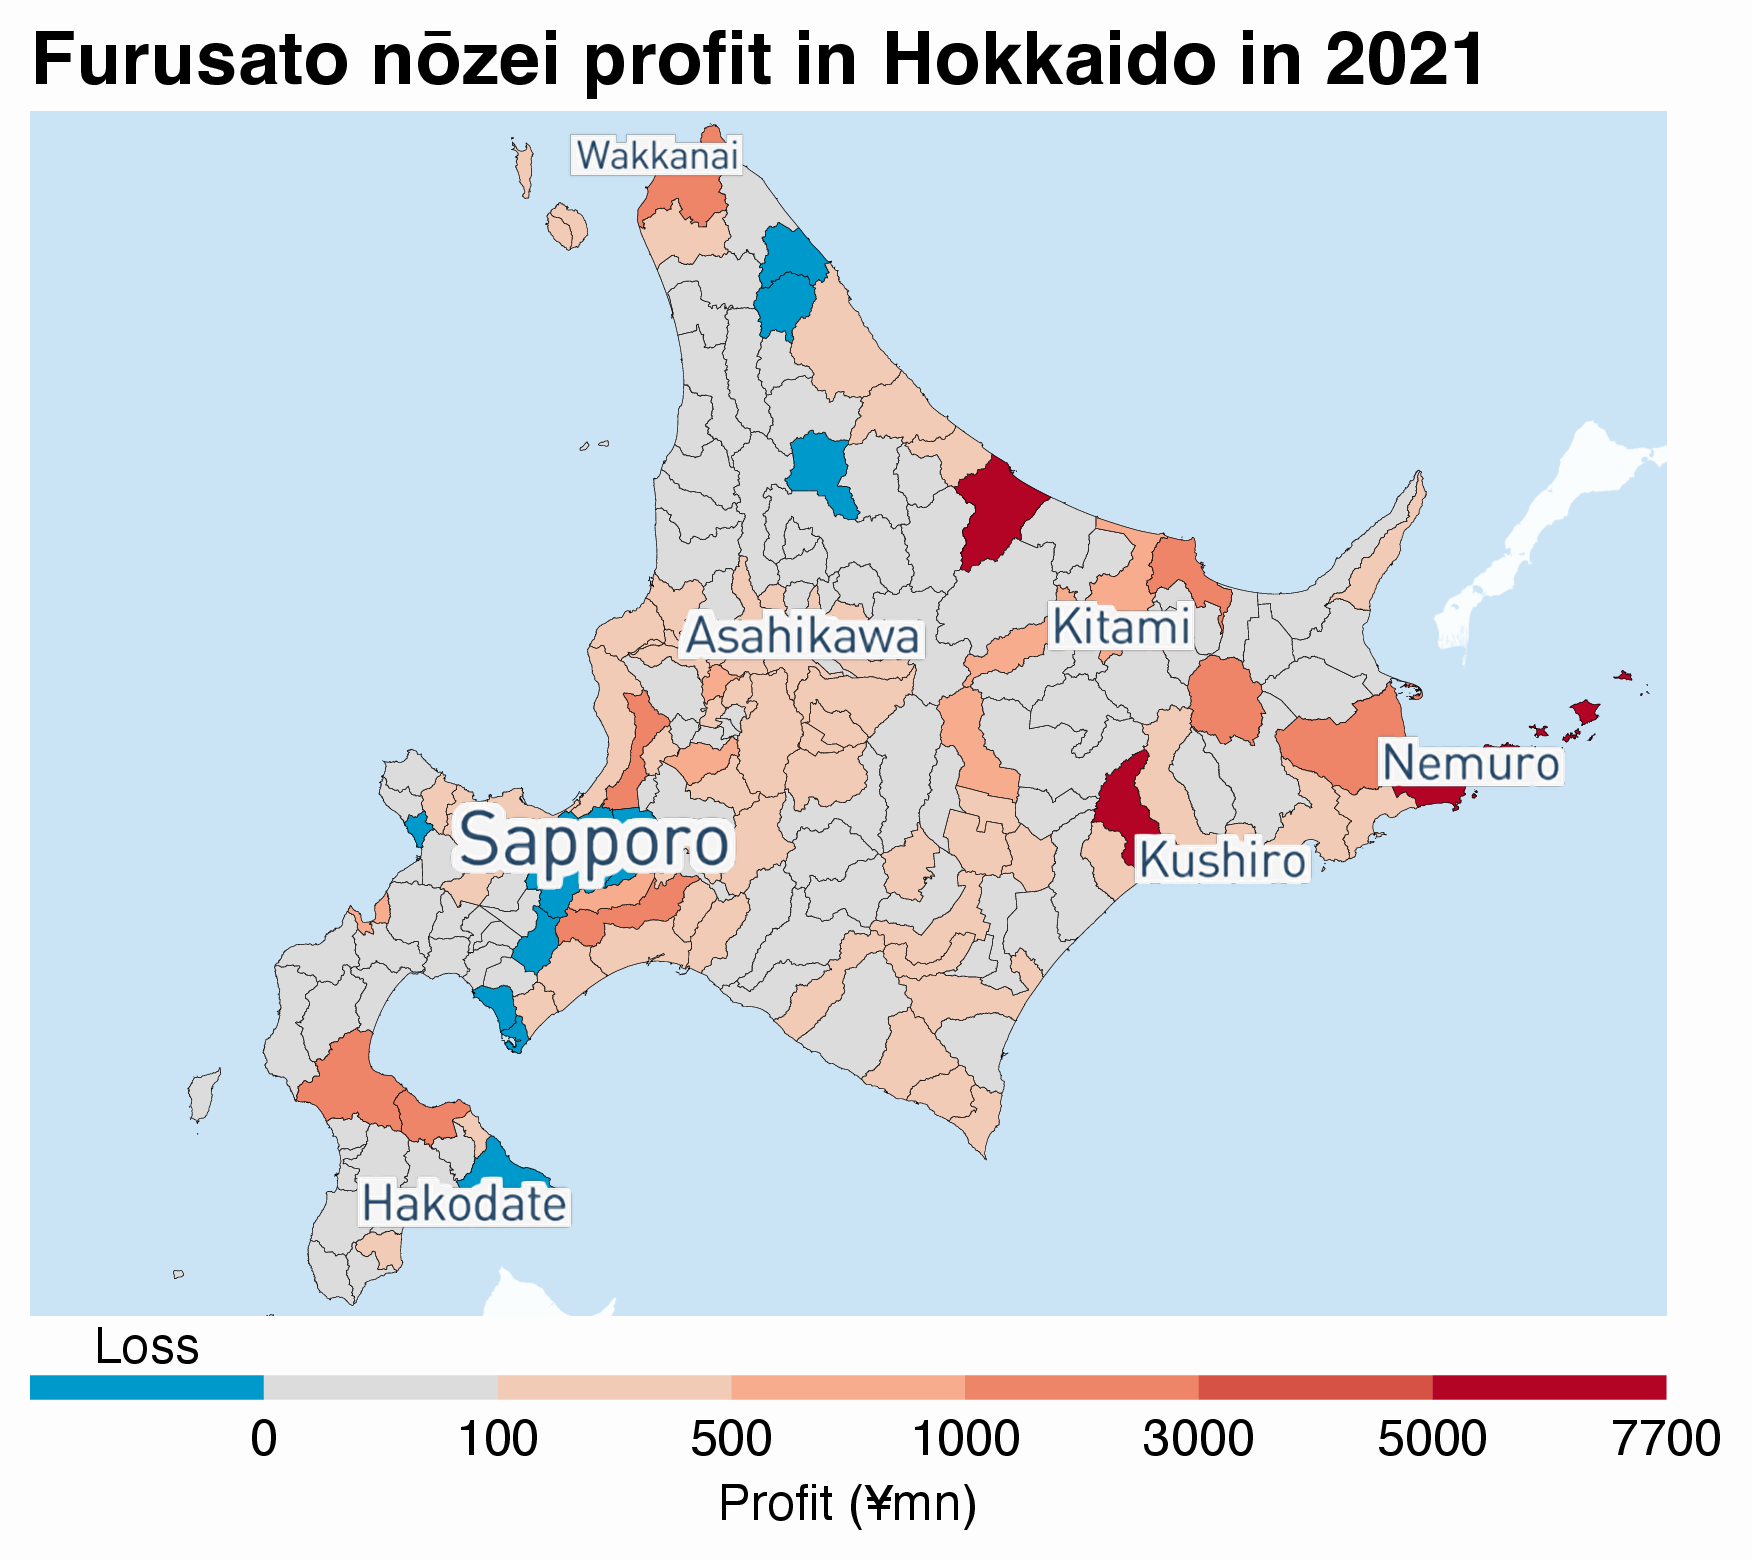 Furusato nōzei profit in Hokkaido in 2021
Wakkanai
Asahikawa
Kitami
Nemuro
Sapporo
Kushiro
Hakodate
Loss
0 100 500 1000 3000 5000 7700
Profit (¥mn)